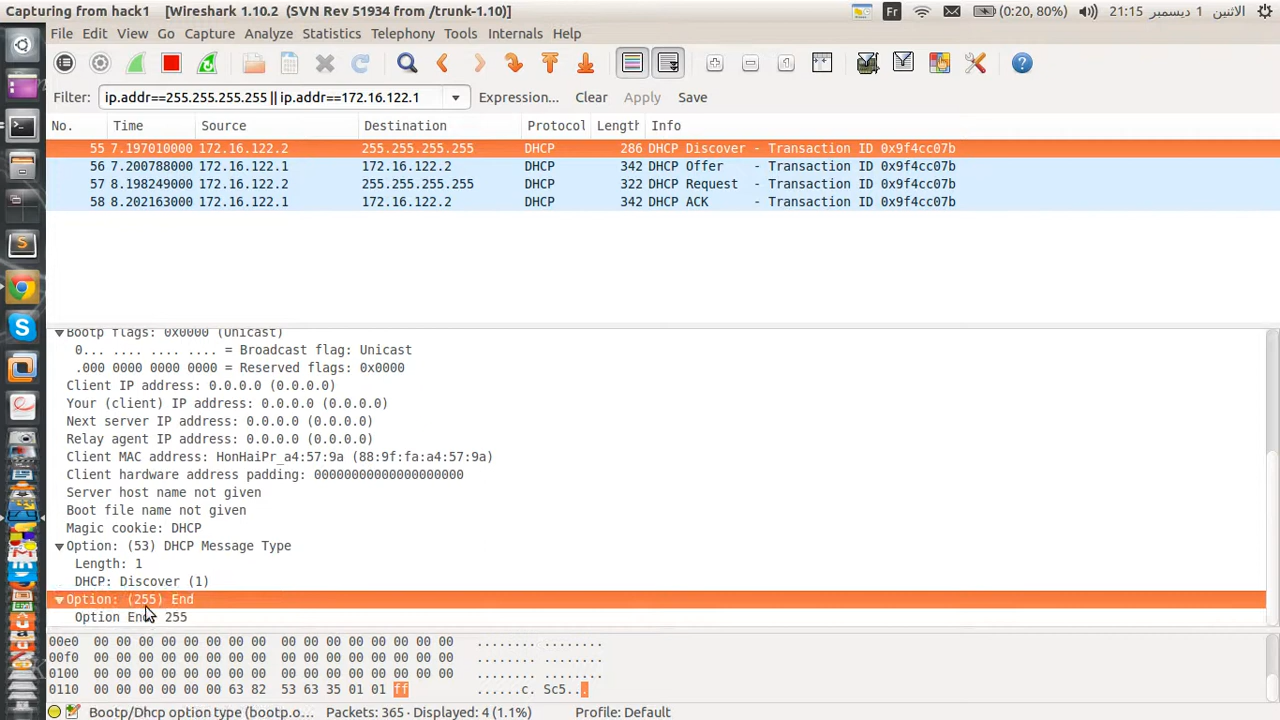 Capturing from hack1 [Wireshark 1.10.2 (SVN Rev 51934 from /trunk-1.10)]
Fr (0:20, 80%) 21:15 الاثنين 1 ديسمبر
File Edit View Go Capture Analyze Statistics Telephony Tools Internals Help
Filter: ip.addr==255.255.255.255 || ip.addr==172.16.122.1 Expression... Clear Apply Save
No. Time Source Destination Protocol Length Info
55 7.197010000 172.16.122.2 255.255.255.255 DHCP 286 DHCP Discover - Transaction ID 0x9f4cc07b
56 7.200788000 172.16.122.1 172.16.122.2 DHCP 342 DHCP Offer - Transaction ID 0x9f4cc07b
57 8.198249000 172.16.122.2 255.255.255.255 DHCP 322 DHCP Request - Transaction ID 0x9f4cc07b
58 8.202163000 172.16.122.1 172.16.122.2 DHCP 342 DHCP ACK - Transaction ID 0x9f4cc07b
Bootp flags: 0x0000 (Unicast)
0... .... .... .... = Broadcast flag: Unicast
.000 0000 0000 0000 = Reserved flags: 0x0000
Client IP address: 0.0.0.0 (0.0.0.0)
Your (client) IP address: 0.0.0.0 (0.0.0.0)
Next server IP address: 0.0.0.0 (0.0.0.0)
Relay agent IP address: 0.0.0.0 (0.0.0.0)
Client MAC address: HonHaiPr_a4:57:9a (88:9f:fa:a4:57:9a)
Client hardware address padding: 00000000000000000000
Server host name not given
Boot file name not given
Magic cookie: DHCP
Option: (53) DHCP Message Type
Length: 1
DHCP: Discover (1)
Option: (255) End
Option End: 255
00e0 00 00 00 00 00 00 00 00 00 00 00 00 00 00 00 00 ........ ........
00f0 00 00 00 00 00 00 00 00 00 00 00 00 00 00 00 00 ........ ........
0100 00 00 00 00 00 00 00 00 00 00 00 00 00 00 00 00 ........ ........
0110 00 00 00 00 00 00 63 82 53 63 35 01 01 ff ......c. Sc5...
Bootp/Dhcp option type (bootp.o... Packets: 365 · Displayed: 4 (1.1%) Profile: Default